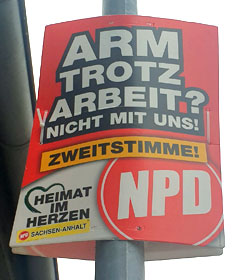 ARM
TROTZ
ARBEIT?
NICHT MIT UNS!
ZWEITSTIMME!
HEIMAT
IM
HERZEN
NPD SACHSEN-ANHALT
NPD